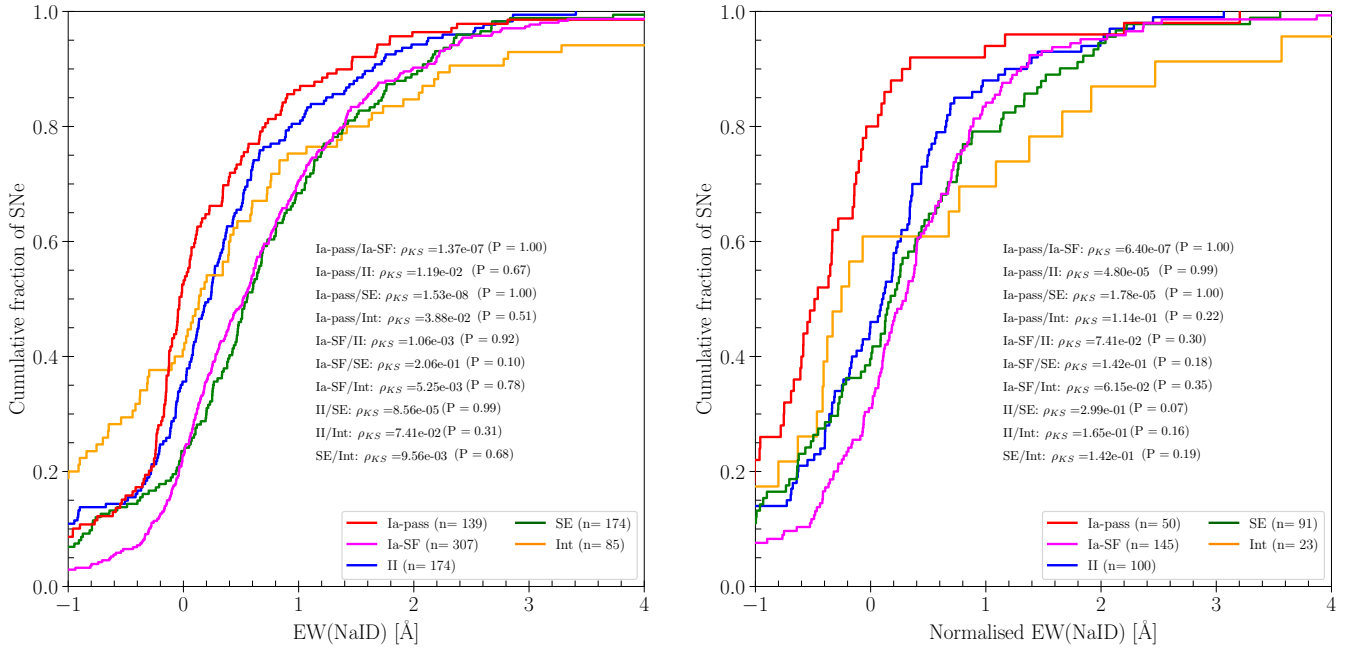 1.0
0.8
0.6
0.4
0.2
0.0
Cumulative fraction of SNe
−1 0 1 2 3 4
EW(NaID) [Å]
Ia-pass/Ia-SF: ρKS =1.37e-07 (P = 1.00)
Ia-pass/II: ρKS =1.19e-02 (P = 0.67)
Ia-pass/SE: ρKS =1.53e-08 (P = 1.00)
Ia-pass/Int: ρKS =3.88e-02 (P = 0.51)
Ia-SF/II: ρKS =1.06e-03 (P = 0.92)
Ia-SF/SE: ρKS =2.06e-01 (P = 0.10)
Ia-SF/Int: ρKS =5.25e-03 (P = 0.78)
II/SE: ρKS =8.56e-05 (P = 0.99)
II/Int: ρKS =7.41e-02 (P = 0.31)
SE/Int: ρKS =9.56e-03 (P = 0.68)
Ia-pass (n= 139)
Ia-SF (n= 307)
II (n= 174)
SE (n= 174)
Int (n= 85)
1.0
0.8
0.6
0.4
0.2
0.0
Cumulative fraction of SNe
−1 0 1 2 3 4
Normalised EW(NaID) [Å]
Ia-pass/Ia-SF: ρKS =6.40e-07 (P = 1.00)
Ia-pass/II: ρKS =4.80e-05 (P = 0.99)
Ia-pass/SE: ρKS =1.78e-05 (P = 1.00)
Ia-pass/Int: ρKS =1.14e-01 (P = 0.22)
Ia-SF/II: ρKS =7.41e-02 (P = 0.30)
Ia-SF/SE: ρKS =1.42e-01 (P = 0.18)
Ia-SF/Int: ρKS =6.15e-02 (P = 0.35)
II/SE: ρKS =2.99e-01 (P = 0.07)
II/Int: ρKS =1.65e-01 (P = 0.16)
SE/Int: ρKS =1.42e-01 (P = 0.19)
Ia-pass (n= 50)
Ia-SF (n= 145)
II (n= 100)
SE (n= 91)
Int (n= 23)